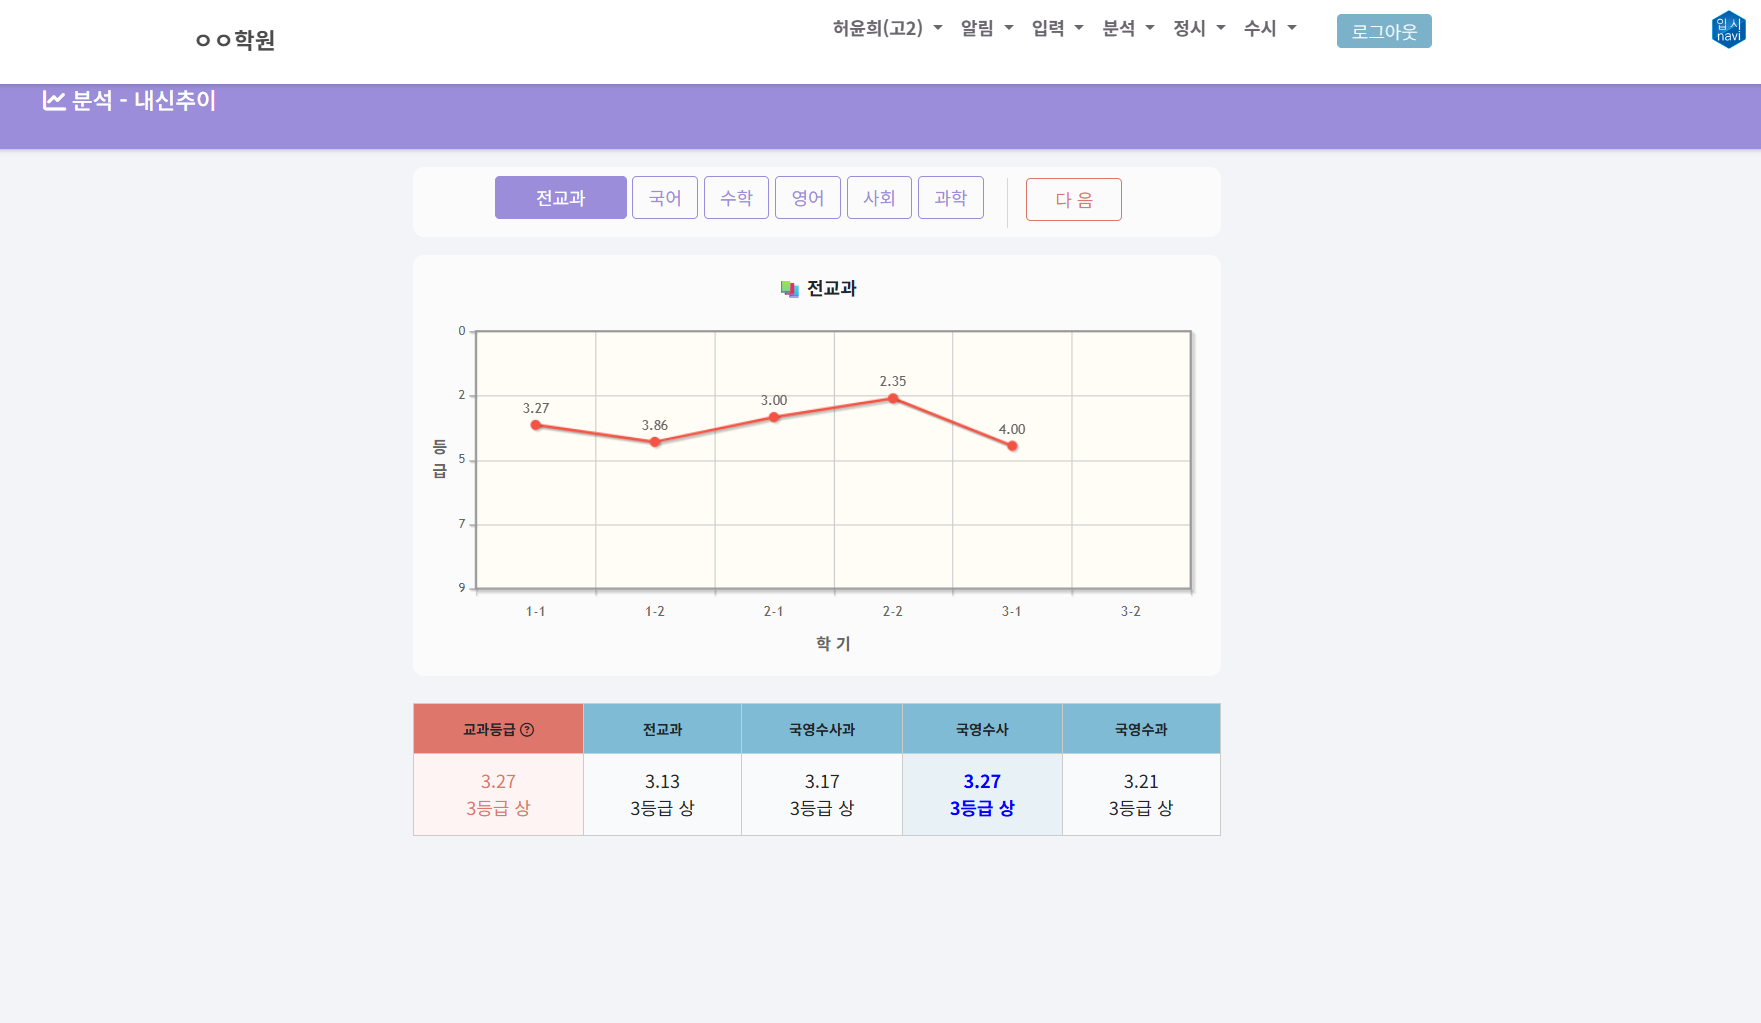 ㅇㅇ학원
허윤희(고2) 알림 입력 분석 정시 수시 로그아웃
입시
navi
분석 - 내신추이
전교과 국어 수학 영어 사회 과학 다 음
전교과
0
2
5
7
9
등
급
3.27 3.86 3.00 2.35 4.00
1-1 1-2 2-1 2-2 3-1 3-2
학 기
교과등급 ? 전교과 국영수사과 국영수사 국영수과
3.27 3.13 3.17 3.27 3.21
3등급 상 3등급 상 3등급 상 3등급 상 3등급 상